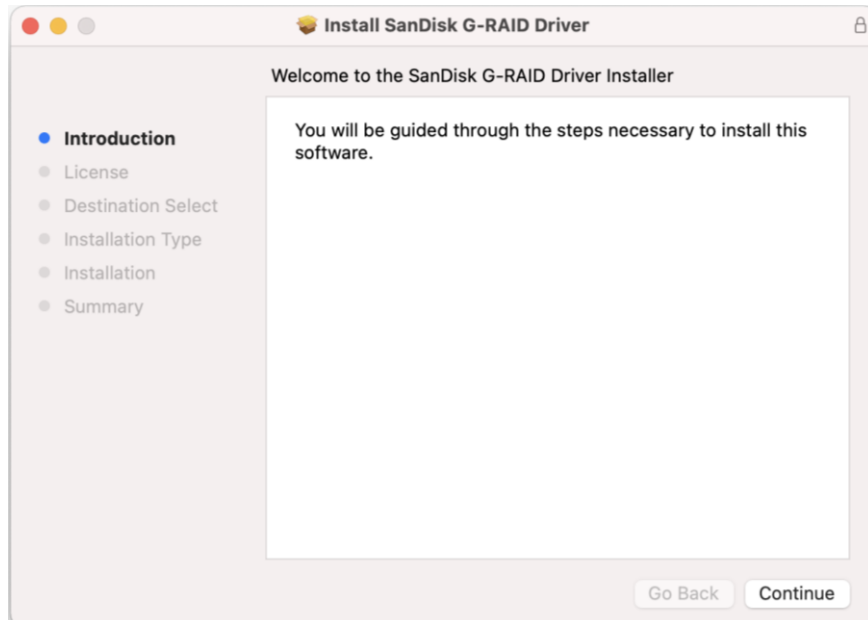 Install SanDisk G-RAID Driver
Welcome to the SanDisk G-RAID Driver Installer
Introduction
License
Destination Select
Installation Type
Installation
Summary
You will be guided through the steps necessary to install this
software.
Go Back
Continue